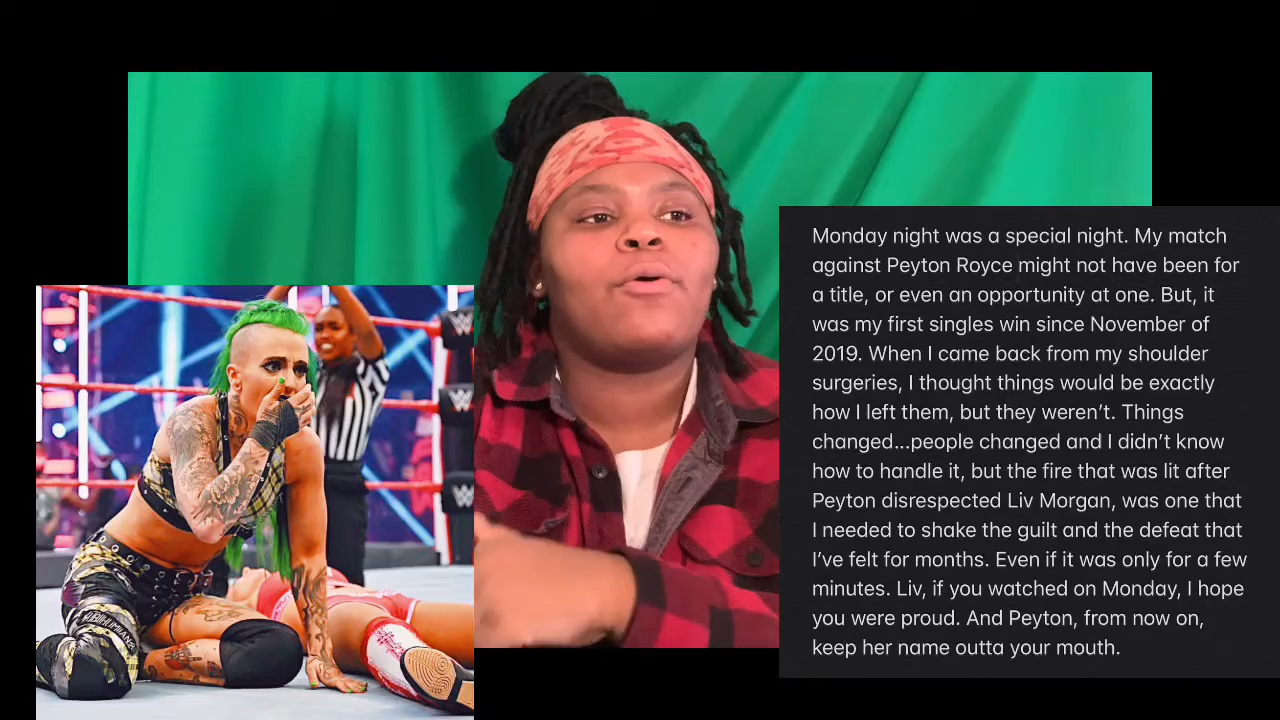 Monday night was a special night. My match
against Peyton Royce might not have been for
a title, or even an opportunity at one. But, it
was my first singles win since November of
2019. When I came back from my shoulder
surgeries, I thought things would be exactly
how I left them, but they weren’t. Things
changed...people changed and I didn’t know
how to handle it, but the fire that was lit after
Peyton disrespected Liv Morgan, was one that
I needed to shake the guilt and the defeat that
I’ve felt for months. Even if it was only for a few
minutes. Liv, if you watched on Monday, I hope
you were proud. And Peyton, from now on,
keep her name outta your mouth.